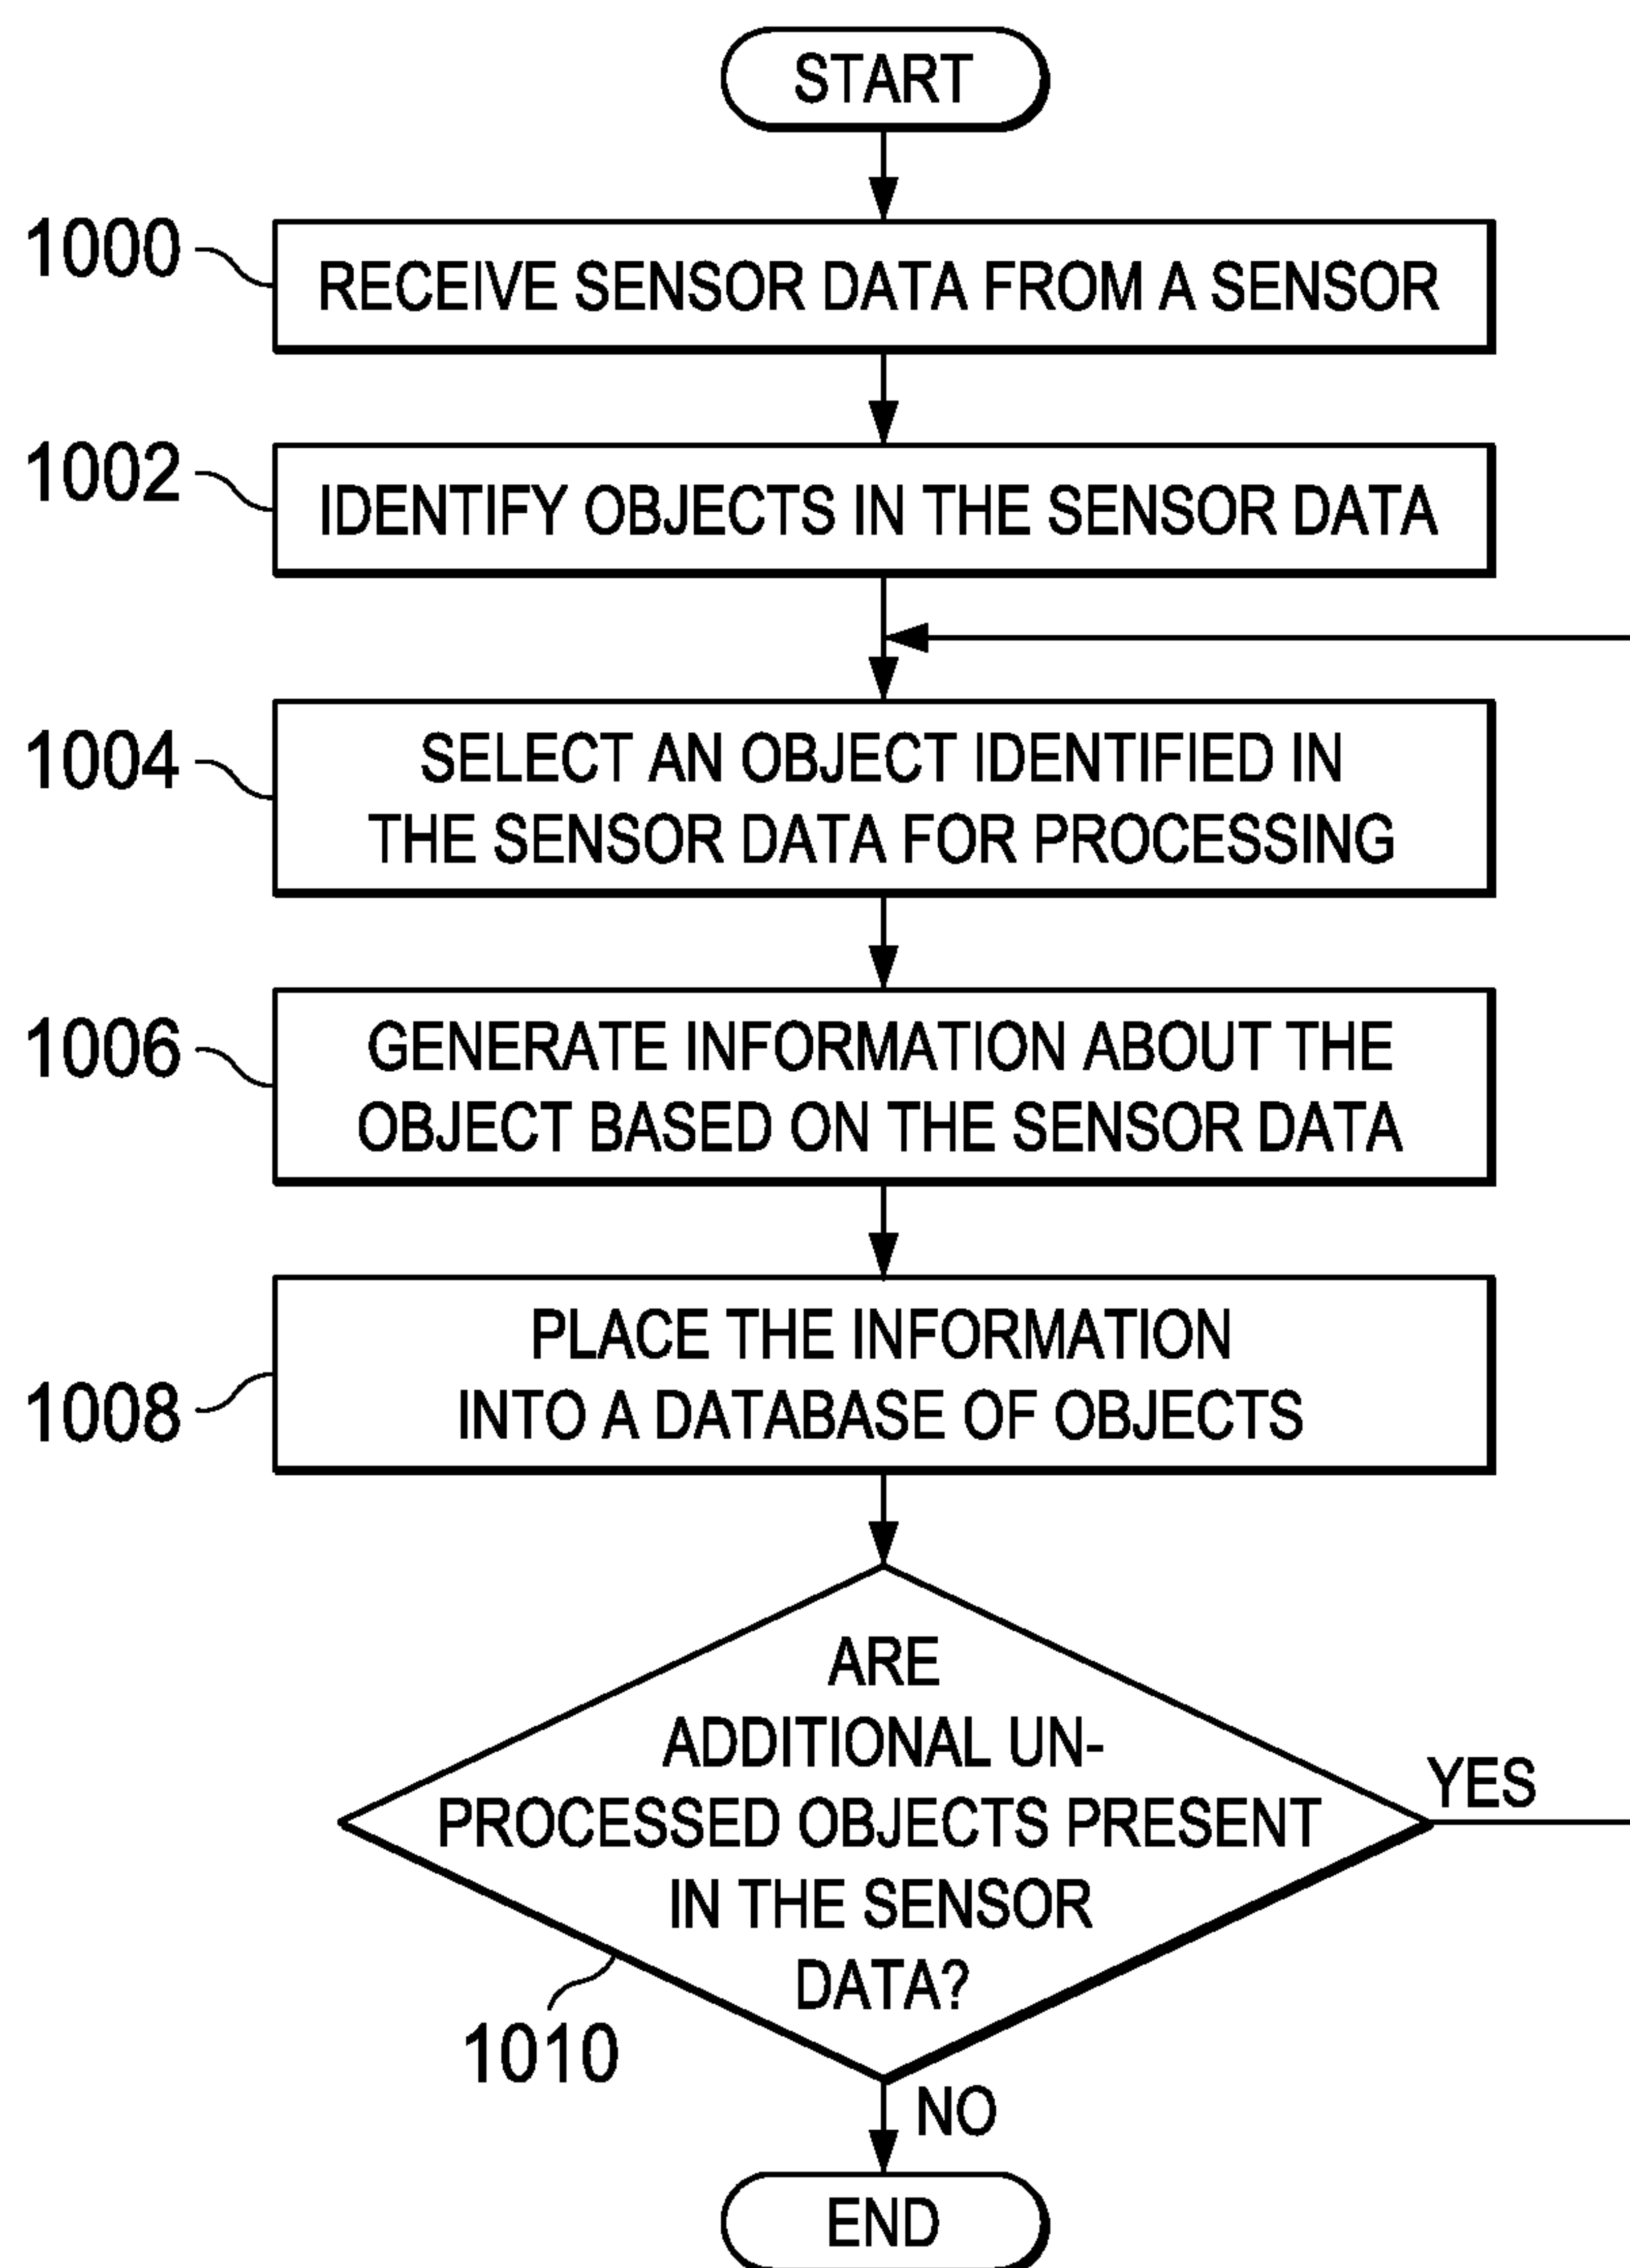 START
1000
RECEIVE SENSOR DATA FROM A SENSOR
1002
IDENTIFY OBJECTS IN THE SENSOR DATA
1004
SELECT AN OBJECT IDENTIFIED IN
THE SENSOR DATA FOR PROCESSING
1006
GENERATE INFORMATION ABOUT THE
OBJECT BASED ON THE SENSOR DATA
1008
PLACE THE INFORMATION
INTO A DATABASE OF OBJECTS
ARE
ADDITIONAL UN-
PROCESSED OBJECTS PRESENT
IN THE SENSOR
DATA?
YES
1010
NO
END